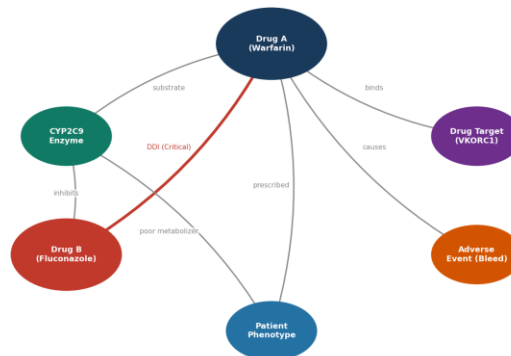 Drug A
(Warfarin)
substrate
binds
CYP2C9
Enzyme
Drug Target
(VKORC1)
DDI (Critical)
causes
inhibits
prescribed
poor metabolizer
Drug B
(Fluconazole)
Adverse
Event (Bleed)
Patient
Phenotype